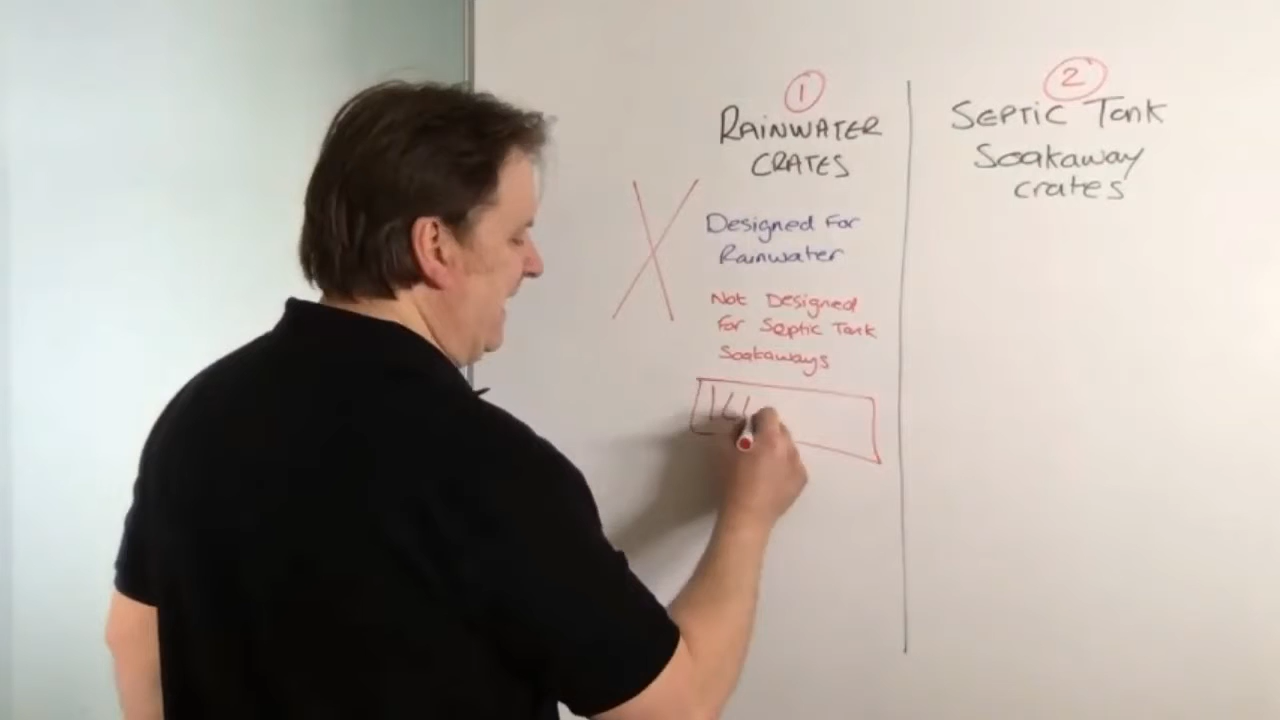 1
RAINWATER
CRATES
Designed For
Rainwater
Not Designed
For Septic Tank
Soakaways
2
SEPTIC Tank
Soakaway
crates